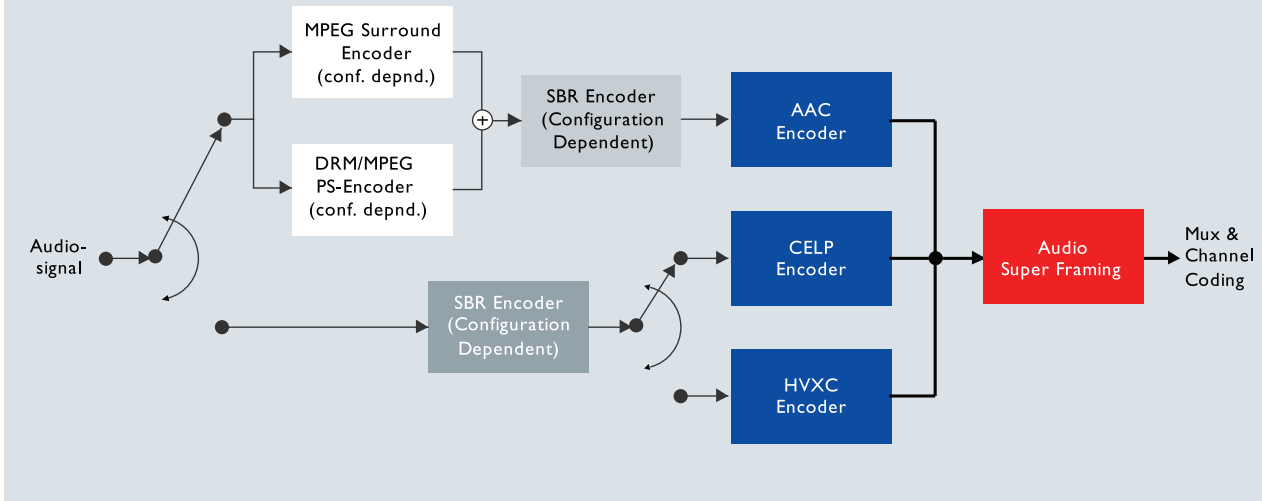 MPEG Surround
Encoder
(conf. depnd.)
DRM/MPEG
PS-Encoder
(conf. depnd.)
SBR Encoder
(Configuration
Dependent)
AAC
Encoder
Audio-
signal
SBR Encoder
(Configuration
Dependent)
CELP
Encoder
HVXC
Encoder
Audio
Super Framing
Mux &
Channel
Coding